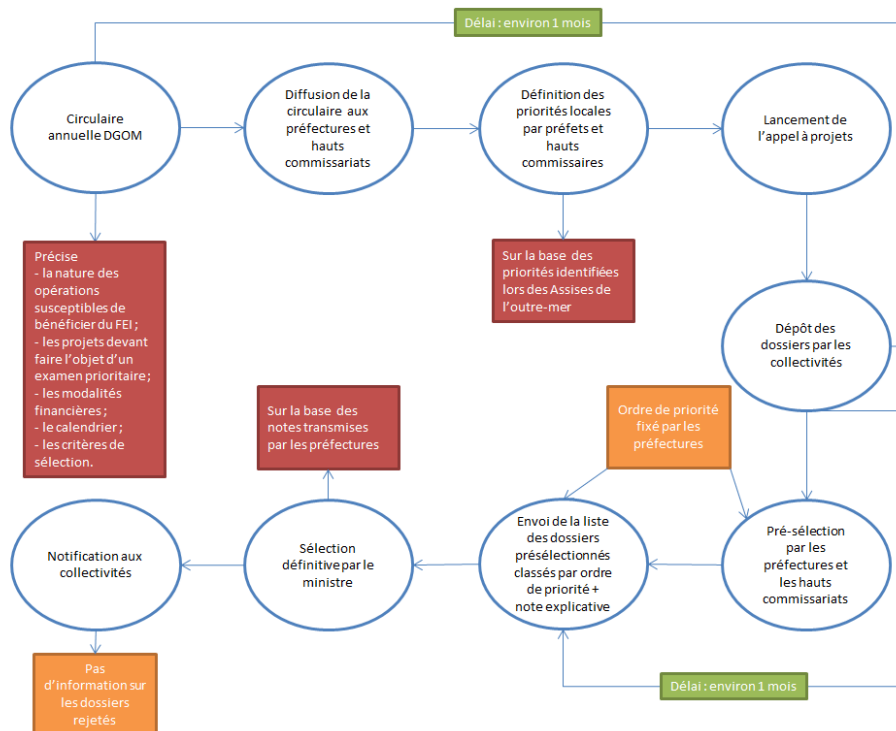 Délai : environ 1 mois
Circulaire
annuelle DGOM
Diffusion de la
circulaire aux
préfectures et
hauts
commissariats
Définition des
priorités locales
par préfets et
hauts
commissaires
Lancement de
l'appel à projets
Précise
- la nature des
opérations
susceptibles de
bénéficier du FEI ;
- les projets devant
faire l'objet d'un
examen prioritaire ;
- les modalités
financières ;
- le calendrier ;
- les critères de
sélection.
Sur la base des
priorités identifiées
lors des Assises de
l'outre-mer
Dépôt des
dossiers par les
collectivités
Sur la base des
notes transmises
par les préfectures
Ordre de priorité
fixé par les
préfectures
Notification aux
collectivités
Sélection
définitive par le
ministre
Envoi de la liste
des dossiers
présélectionnés
classés par ordre
de priorité +
note explicative
Pré-sélection
par les
préfectures et
les hauts
commissariats
Pas
d'information sur
les dossiers
rejetés
Délai : environ 1 mois